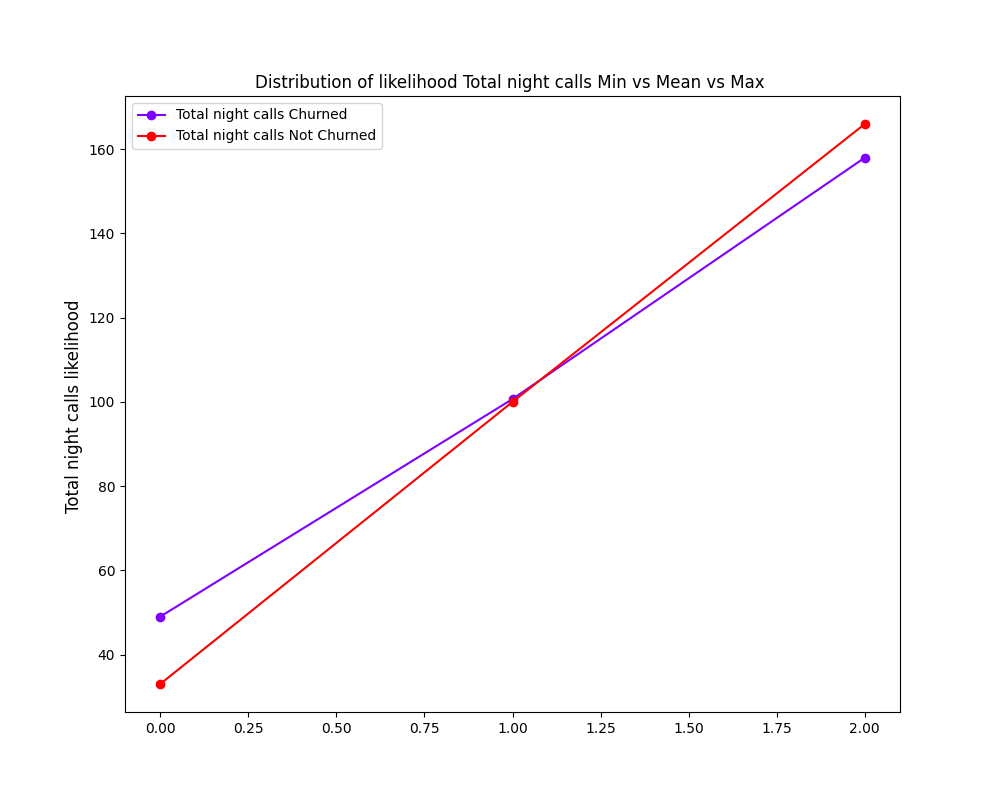 Distribution of likelihood Total night calls Min vs Mean vs Max
Total night calls Churned
Total night calls Not Churned
Total night calls likelihood
160
140
120
100
80
60
40
0.00 0.25 0.50 0.75 1.00 1.25 1.50 1.75 2.00